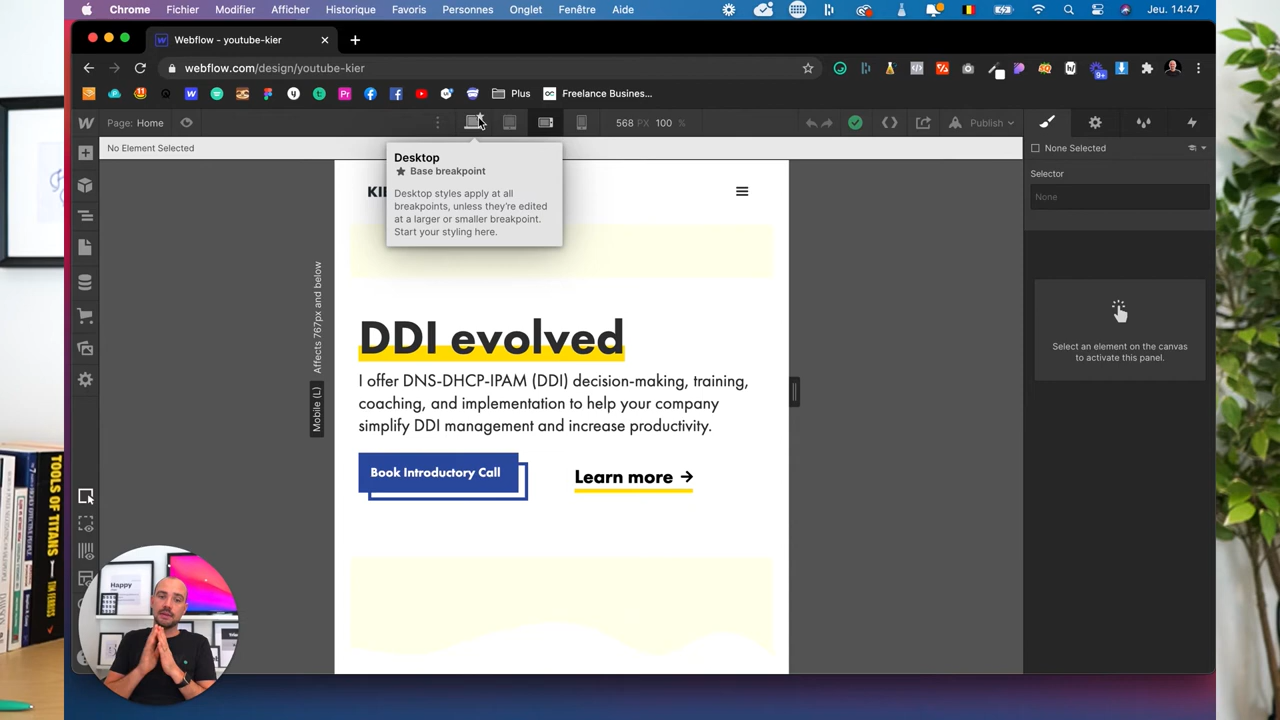 Chrome Fichier Modifier Afficher Historique Favoris Personnes Onglet Fenêtre Aide Jeu. 14:47
Webflow - youtube-kier
webflow.com/design/youtube-kier
Plus Freelance Busines...
Page: Home 568 PX 100 % Publish
No Element Selected None Selected
Desktop
Base breakpoint
Desktop styles apply at all
breakpoints, unless they're edited
at a larger or smaller breakpoint.
Start your styling here.
Selector
None
Affects 767px and below
Mobile (L)
DDI evolved
I offer DNS-DHCP-IPAM (DDI) decision-making, training,
coaching, and implementation to help your company
simplify DDI management and increase productivity.
Book Introductory Call Learn more →
Select an element on the canvas
to activate this panel.
TOOLS OF TITANS
TIM FERRISS
Happy